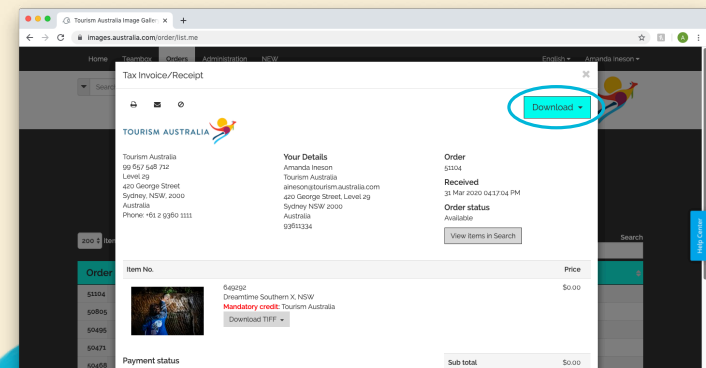 Tourism Australia Image Galler
images.australia.com/order/list.me
A
Home Teambox Orders Administration NEW English Amanda Ineson
Search
Tax Invoice/Receipt
Download
TOURISM AUSTRALIA
Tourism Australia
99 657 548 712
Level 29
420 George Street
Sydney, NSW, 2000
Australia
Phone: +61 2 9360 1111
Your Details
Amanda Ineson
Tourism Australia
aineson@tourism.australia.com
420 George Street, Level 29
Sydney NSW 2000
Australia
93611334
Order
51104
Received
31 Mar 2020 04:17:04 PM
Order status
Available
View items in Search
200 Item
Search
Help Center
Order
51104
50805
50495
50471
50468
Item No. Price
649292 $0.00
Dreamtime Southern X, NSW
Mandatory credit: Tourism Australia
Download TIFF
Payment status
Sub total $0.00